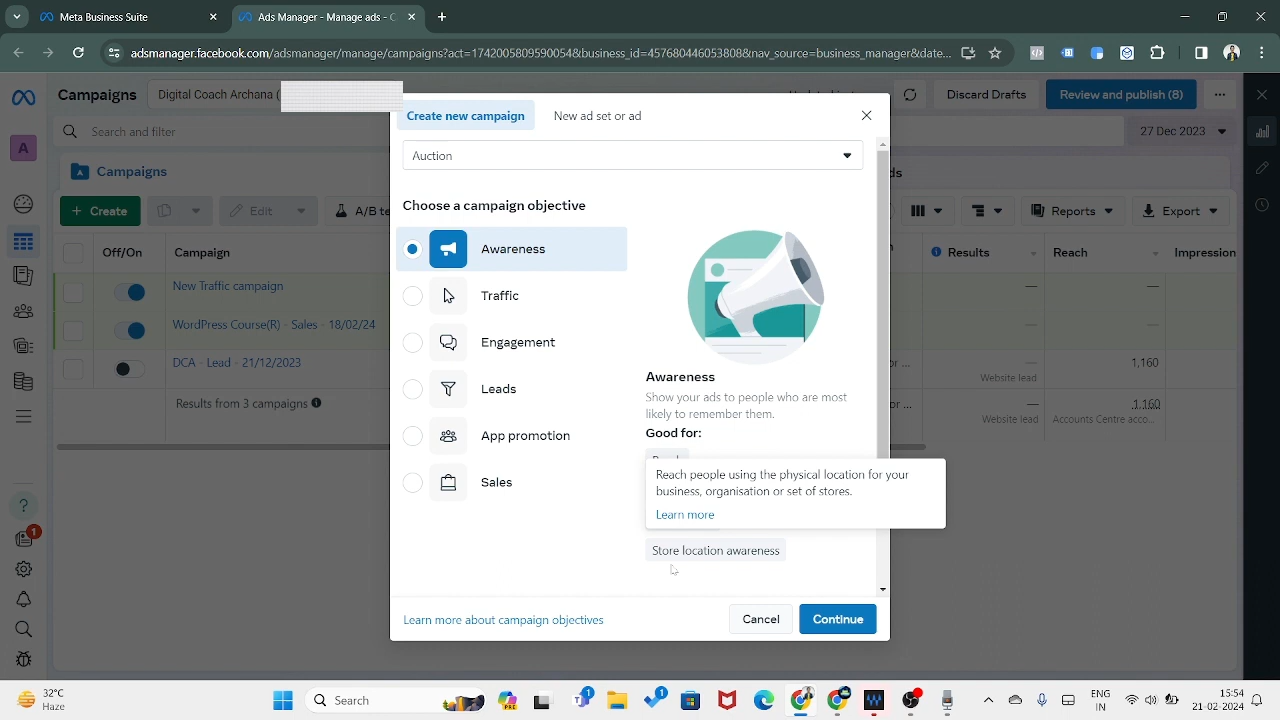 Meta Business Suite
Ads Manager - Manage ads - C
adsmanager.facebook.com/adsmanager/manage/campaigns?act=1742005809590054&business_id=457680446053808&nav_source=business_manager&date...
Campaigns
Digital Coach Archana (
Discard Drafts
Review and publish (8)
Create new campaign
New ad set or ad
Search and filter
27 Dec 2023
Auction
Campaigns
ds
Choose a campaign objective
+ Create
Edit
A/B te
Reports
Export
Off/On
Campaign
Results
Reach
Impression
Awareness
New Traffic campaign
Traffic
WordPress Course(R) - Sales - 18/02/24
Engagement
DCA - Lead - 21/12/2023
or ...
1,160
Website lead
Awareness
Leads
Show your ads to people who are most
likely to remember them.
Results from 3 campaigns
or ...
1,160
Website lead
Accounts Centre acco...
Good for:
App promotion
Reach people using the physical location for your
business, organisation or set of stores.
Learn more
Sales
?
1
Store location awareness
Learn more about campaign objectives
Cancel
Continue
32°C
Haze
Search
PRE
1
1
ENG
IN
15:54
21-02-2024